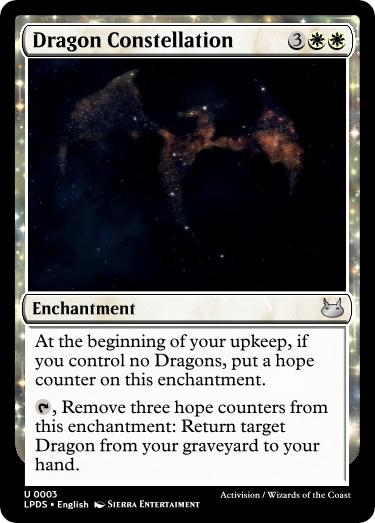 Dragon Constellation 3
Enchantment
At the beginning of your upkeep, if
you control no Dragons, put a hope
counter on this enchantment.
, Remove three hope counters from
this enchantment: Return target
Dragon from your graveyard to your
hand.
U 0003
LPDS • English Sierra Entertaiment
Activision / Wizards of the Coast